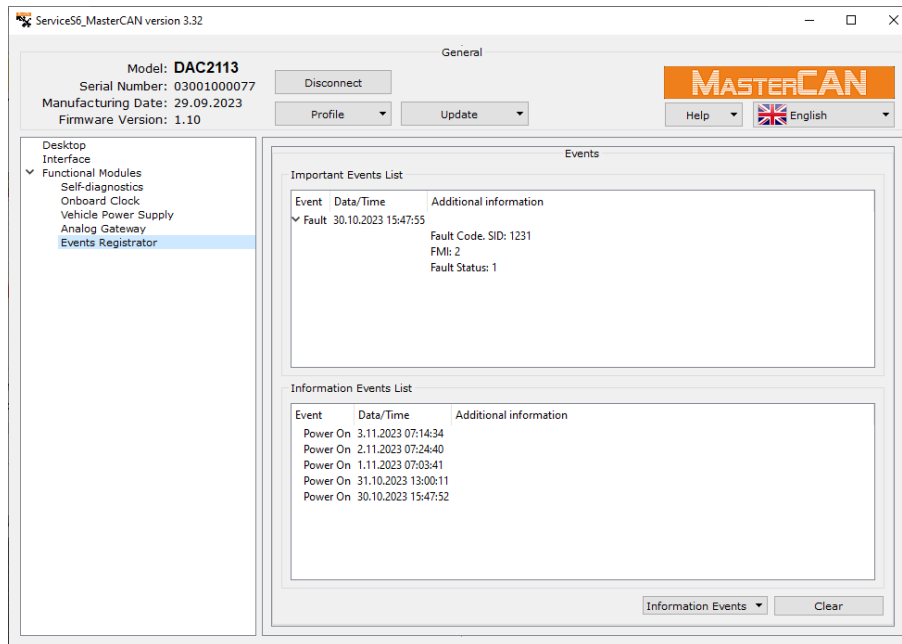 ServiceS6_MasterCAN version 3.32
General
Model: DAC2113
Serial Number: 03001000077
Manufacturing Date: 29.09.2023
Firmware Version: 1.10
Disconnect
Profile
Update
MASTERCAN
Help
English
Desktop
Interface
Functional Modules
Self-diagnostics
Onboard Clock
Vehicle Power Supply
Analog Gateway
Events Registrator
Events
Important Events List
Event Data/Time Additional information
Fault 30.10.2023 15:47:55
Fault Code. SID: 1231
FMI: 2
Fault Status: 1
Information Events List
Event Data/Time Additional information
Power On 3.11.2023 07:14:34
Power On 2.11.2023 07:24:40
Power On 1.11.2023 07:03:41
Power On 31.10.2023 13:00:11
Power On 30.10.2023 15:47:52
Information Events
Clear